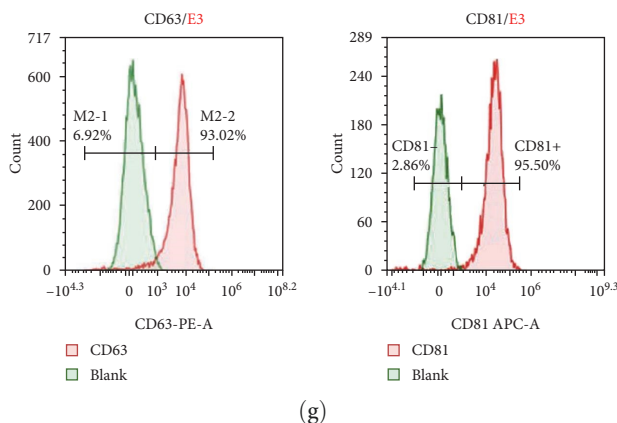 CD63/E3
717
600
400
200
0
Count
M2-1
6.92%
M2-2
93.02%
−10^4.3 0 10^3 10^4 10^6 10^8.2
CD63-PE-A
CD63
Blank
CD81/E3
289
240
180
120
60
0
Count
CD81−
2.86%
CD81+
95.50%
−10^4.1 0 10^4 10^6 10^9.3
CD81 APC-A
CD81
Blank
(g)